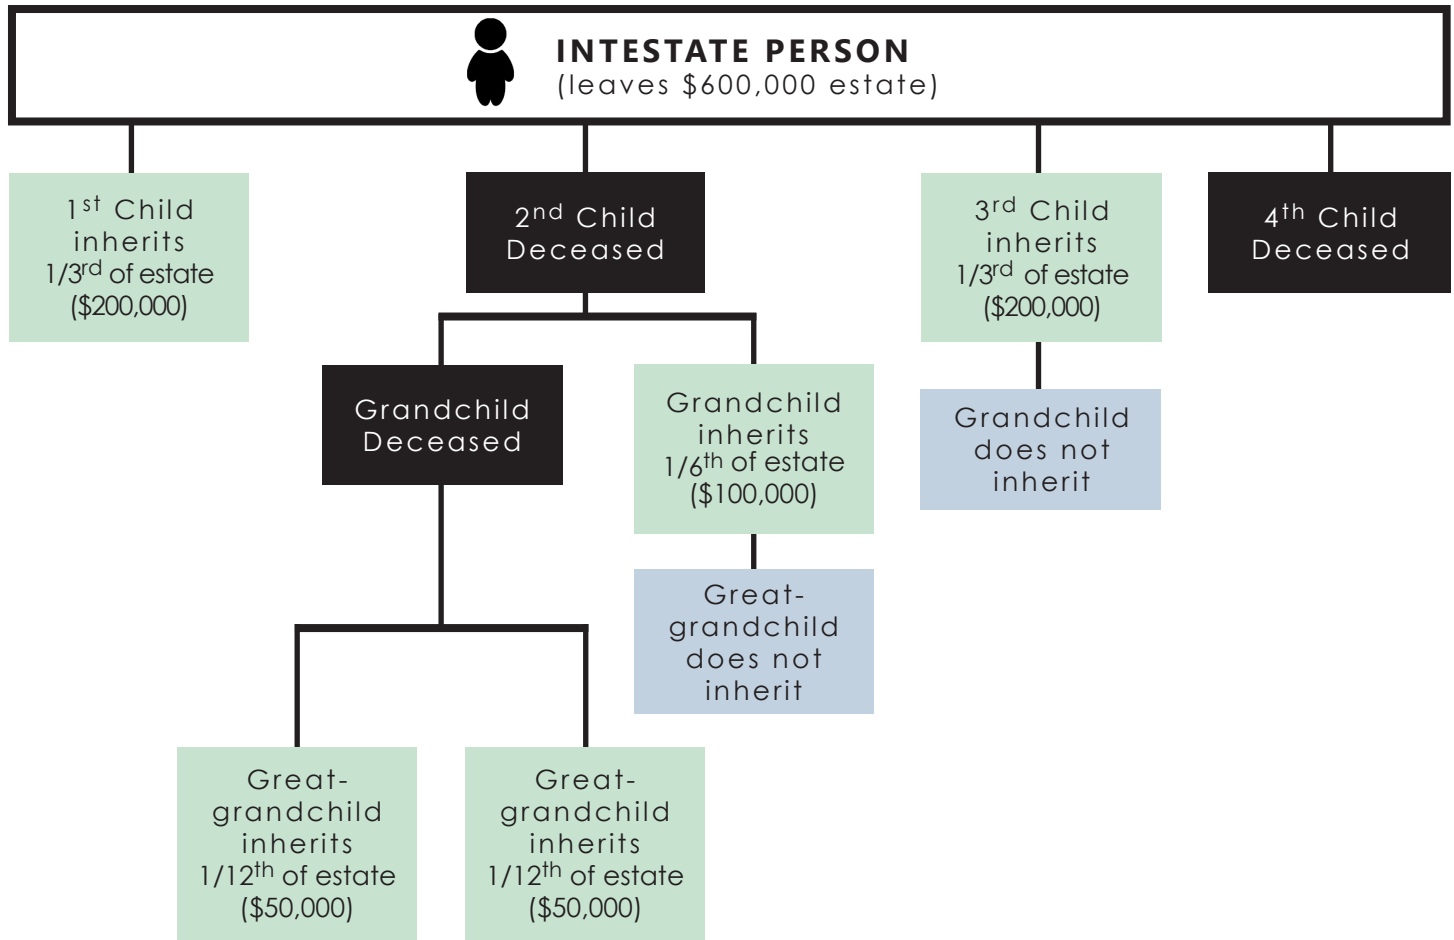 INTESTATE PERSON
(leaves $600,000 estate)
1st Child
inherits
1/3rd of estate
($200,000)
2nd Child
Deceased
3rd Child
inherits
1/3rd of estate
($200,000)
4th Child
Deceased
Grandchild
Deceased
Grandchild
inherits
1/6th of estate
($100,000)
Grandchild
does not
inherit
Great-
grandchild
does not
inherit
Great-
grandchild
inherits
1/12th of estate
($50,000)
Great-
grandchild
inherits
1/12th of estate
($50,000)